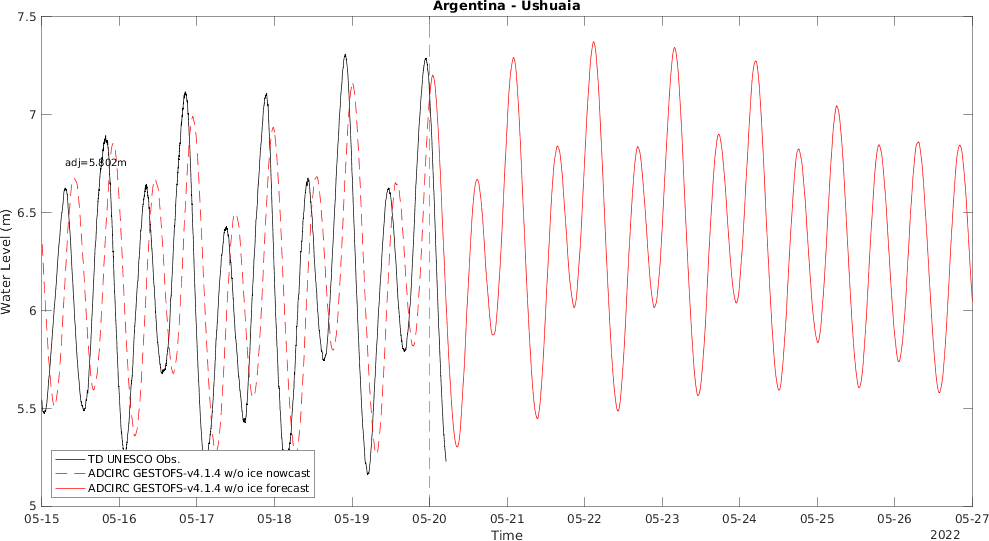 Argentina - Ushuaia
7.5
7
6.5
6
5.5
5
Water Level (m)
adj=5.802m
TD UNESCO Obs.
ADCIRC GESTOFS-v4.1.4 w/o ice nowcast
ADCIRC GESTOFS-v4.1.4 w/o ice forecast
05-15 05-16 05-17 05-18 05-19 05-20 05-21 05-22 05-23 05-24 05-25 05-26 05-27
Time
2022